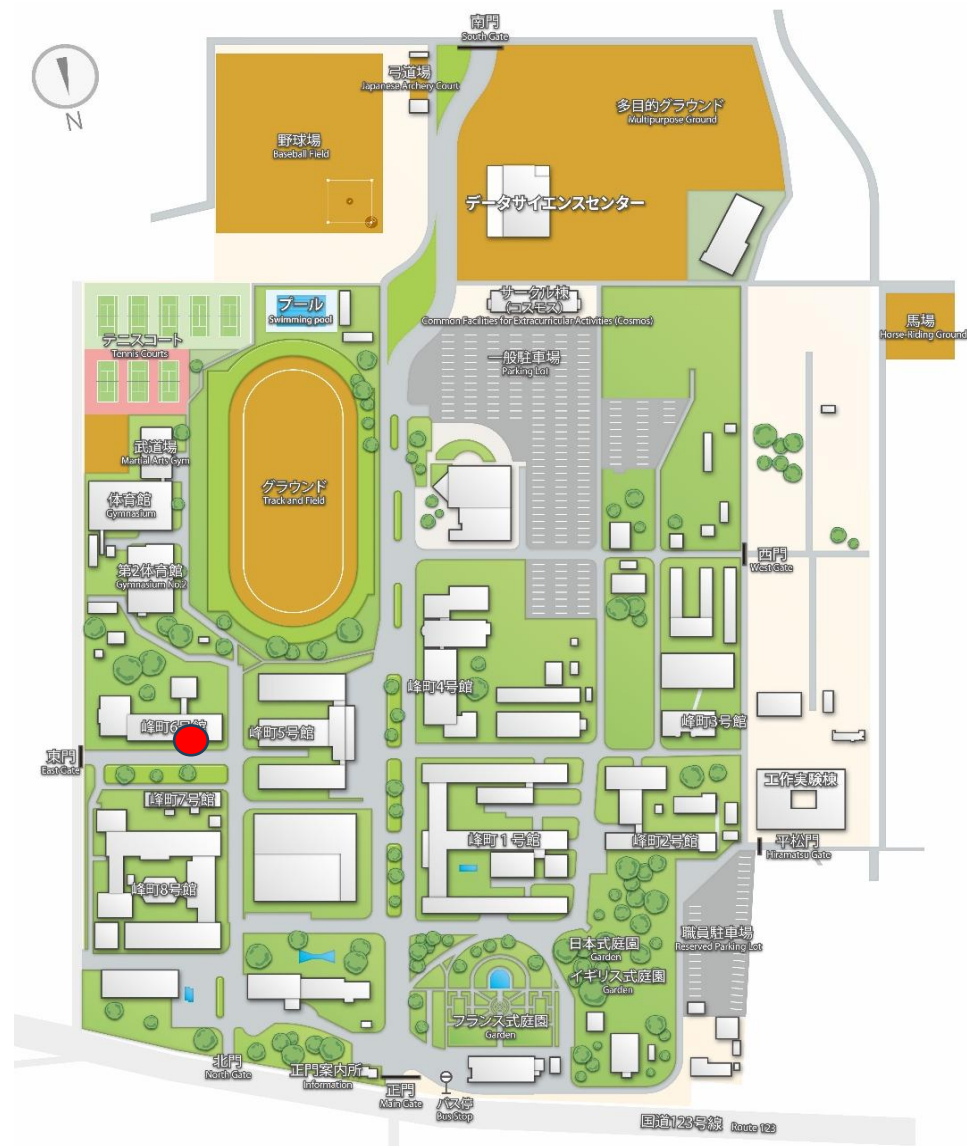 南門
South Gate
弓道場
Japanese Archery Court
N
野球場
Baseball Field
多目的グラウンド
Multipurpose Ground
データサイエンスセンター
プール
Swimming pool
サークル棟
(コスモス)
Common Facilities for Extracurricular Activities (Cosmos)
馬場
Horse-Riding Ground
テニスコート
Tennis Courts
一般駐車場
Parking Lot
武道場
Martial Arts Gym
体育館
Gymnasium
グラウンド
Track and Field
第2体育館
Gymnasium No.2
西門
West Gate
峰町4号館
峰町6号館
峰町5号館
峰町3号館
東門
East Gate
峰町7号館
工作実験棟
峰町1号館
峰町2号館
平松門
Hiramatsu Gate
峰町8号館
日本式庭園
Garden
職員駐車場
Reserved Parking Lot
イギリス式庭園
Garden
フランス式庭園
Garden
北門
North Gate
正門案内所
Information
正門
Main Gate
バス停
Bus Stop
国道123号線 Route 123